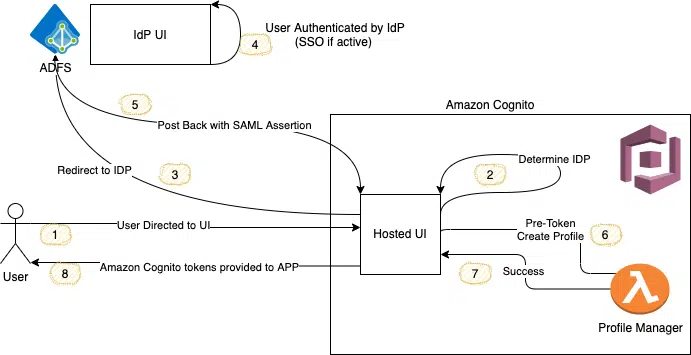 IdP UI
User Authenticated by IdP
(SSO if active)
4
ADFS
5
Post Back with SAML Assertion
Amazon Cognito
Redirect to IDP
3
Determine IDP
2
User Directed to UI
1
Hosted UI
Pre-Token
Create Profile
6
Amazon Cognito tokens provided to APP
8
User
7
Success
Profile Manager